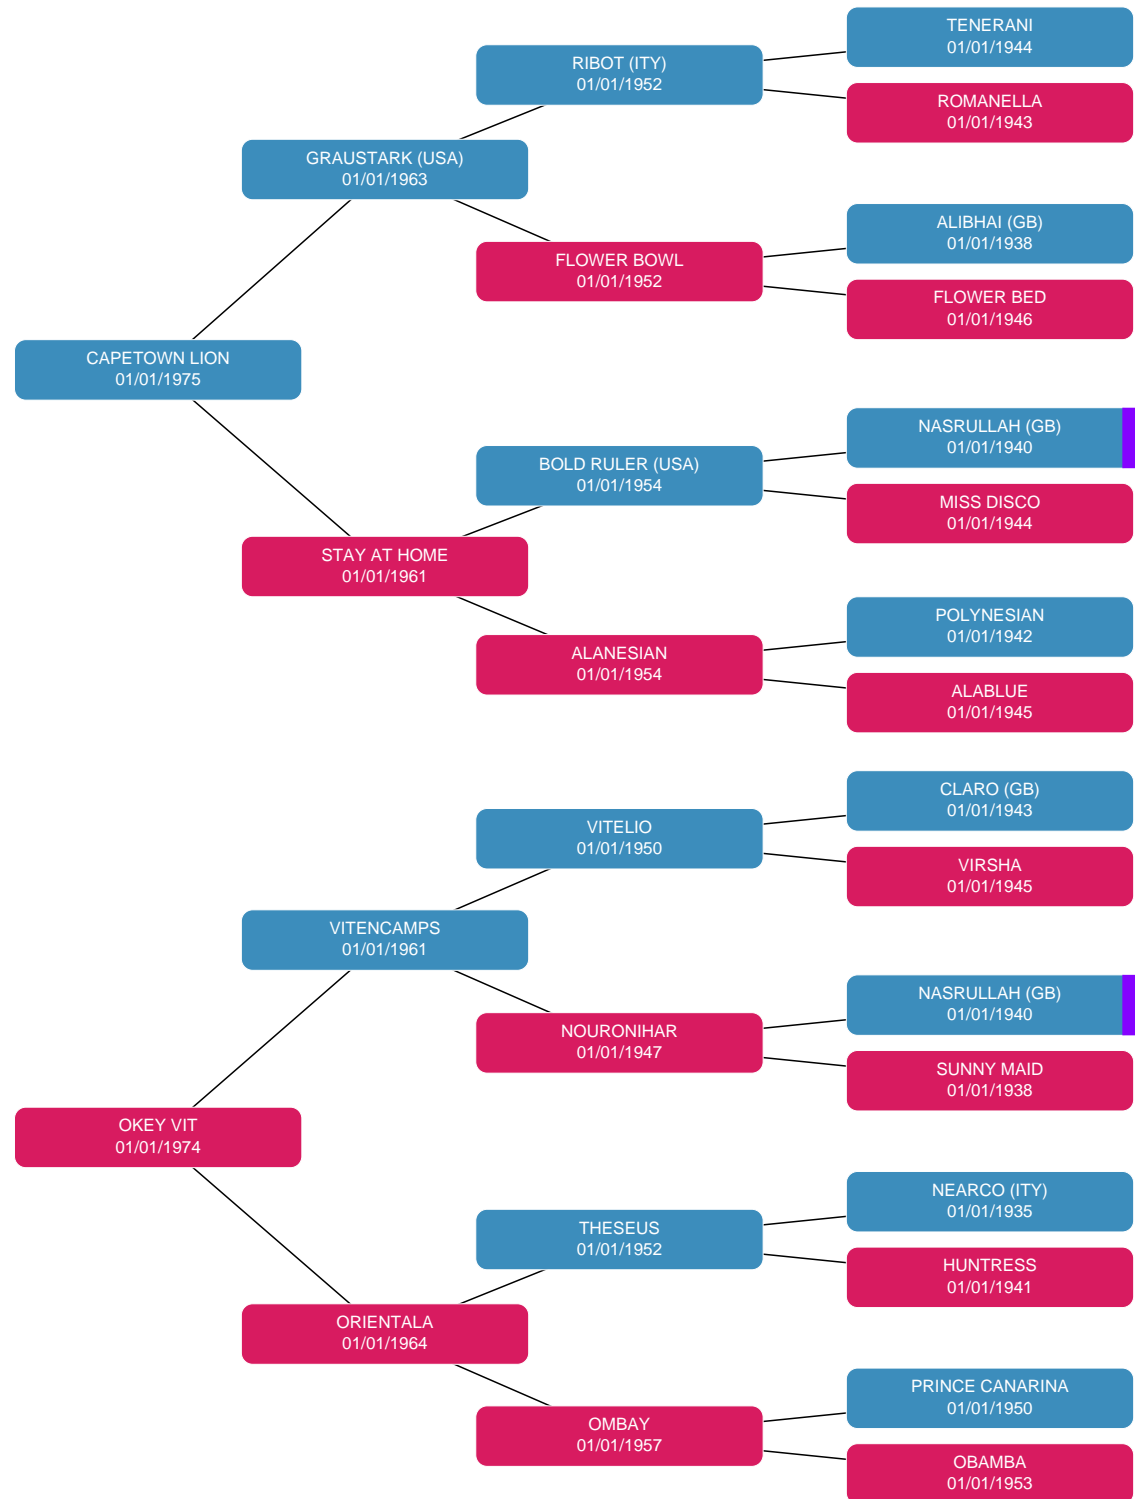 TENERANI
01/01/1944
RIBOT (ITY)
01/01/1952
ROMANELLA
01/01/1943
GRAUSTARK (USA)
01/01/1963
ALIBHAI (GB)
01/01/1938
FLOWER BOWL
01/01/1952
FLOWER BED
01/01/1946
CAPETOWN LION
01/01/1975
NASRULLAH (GB)
01/01/1940
BOLD RULER (USA)
01/01/1954
MISS DISCO
01/01/1944
STAY AT HOME
01/01/1961
POLYNESIAN
01/01/1942
ALANESIAN
01/01/1954
ALABLUE
01/01/1945
CLARO (GB)
01/01/1943
VITELIO
01/01/1950
VIRSHA
01/01/1945
VITENCAMPS
01/01/1961
NASRULLAH (GB)
01/01/1940
NOURONIHAR
01/01/1947
SUNNY MAID
01/01/1938
OKEY VIT
01/01/1974
NEARCO (ITY)
01/01/1935
THESEUS
01/01/1952
HUNTRESS
01/01/1941
ORIENTALA
01/01/1964
PRINCE CANARINA
01/01/1950
OMBAY
01/01/1957
OBAMBA
01/01/1953